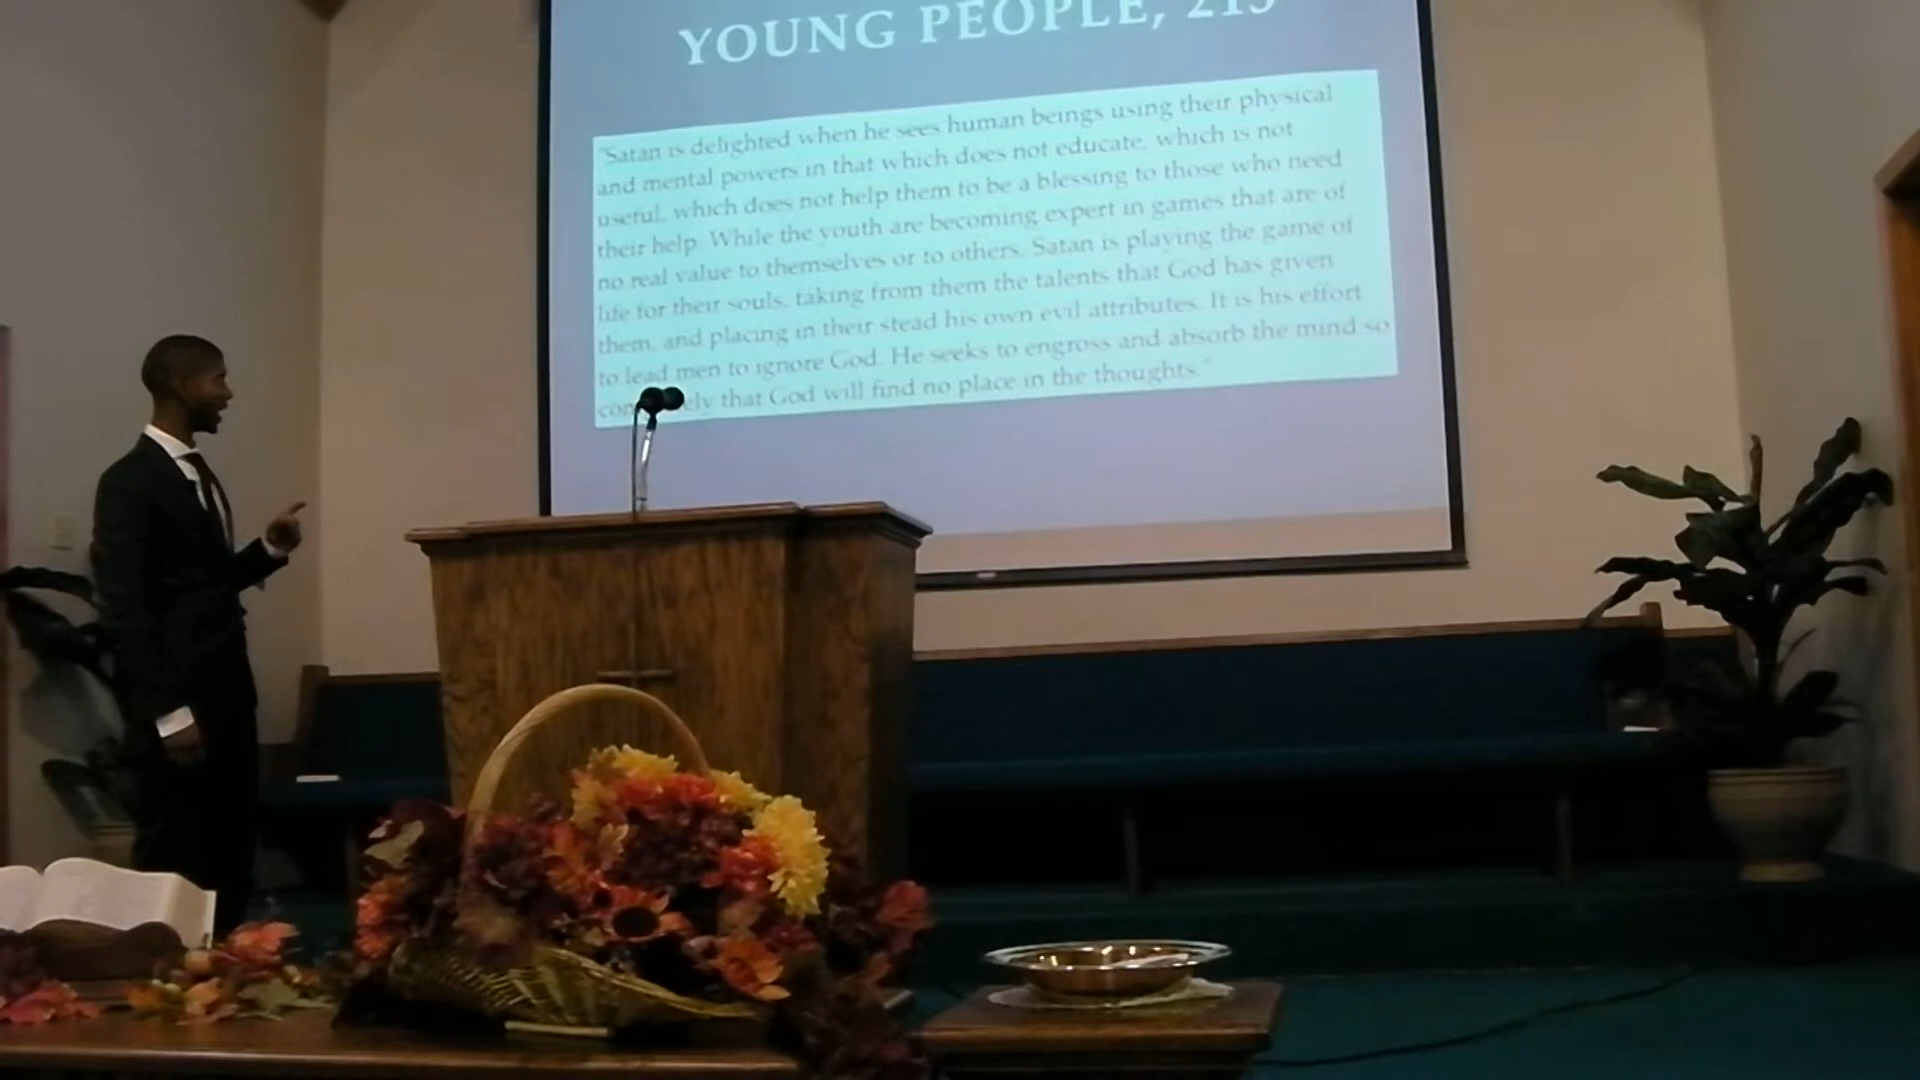 YOUNG PEOPLE, 213
"Satan is delighted when he sees human beings using their physical
and mental powers in that which does not educate, which is not
useful, which does not help them to be a blessing to those who need
their help. While the youth are becoming expert in games that are of
no real value to themselves or to others, Satan is playing the game of
life for their souls, taking from them the talents that God has given
them, and placing in their stead his own evil attributes. It is his effort
to lead men to ignore God. He seeks to engross and absorb the mind so
that God will find no place in the thoughts."